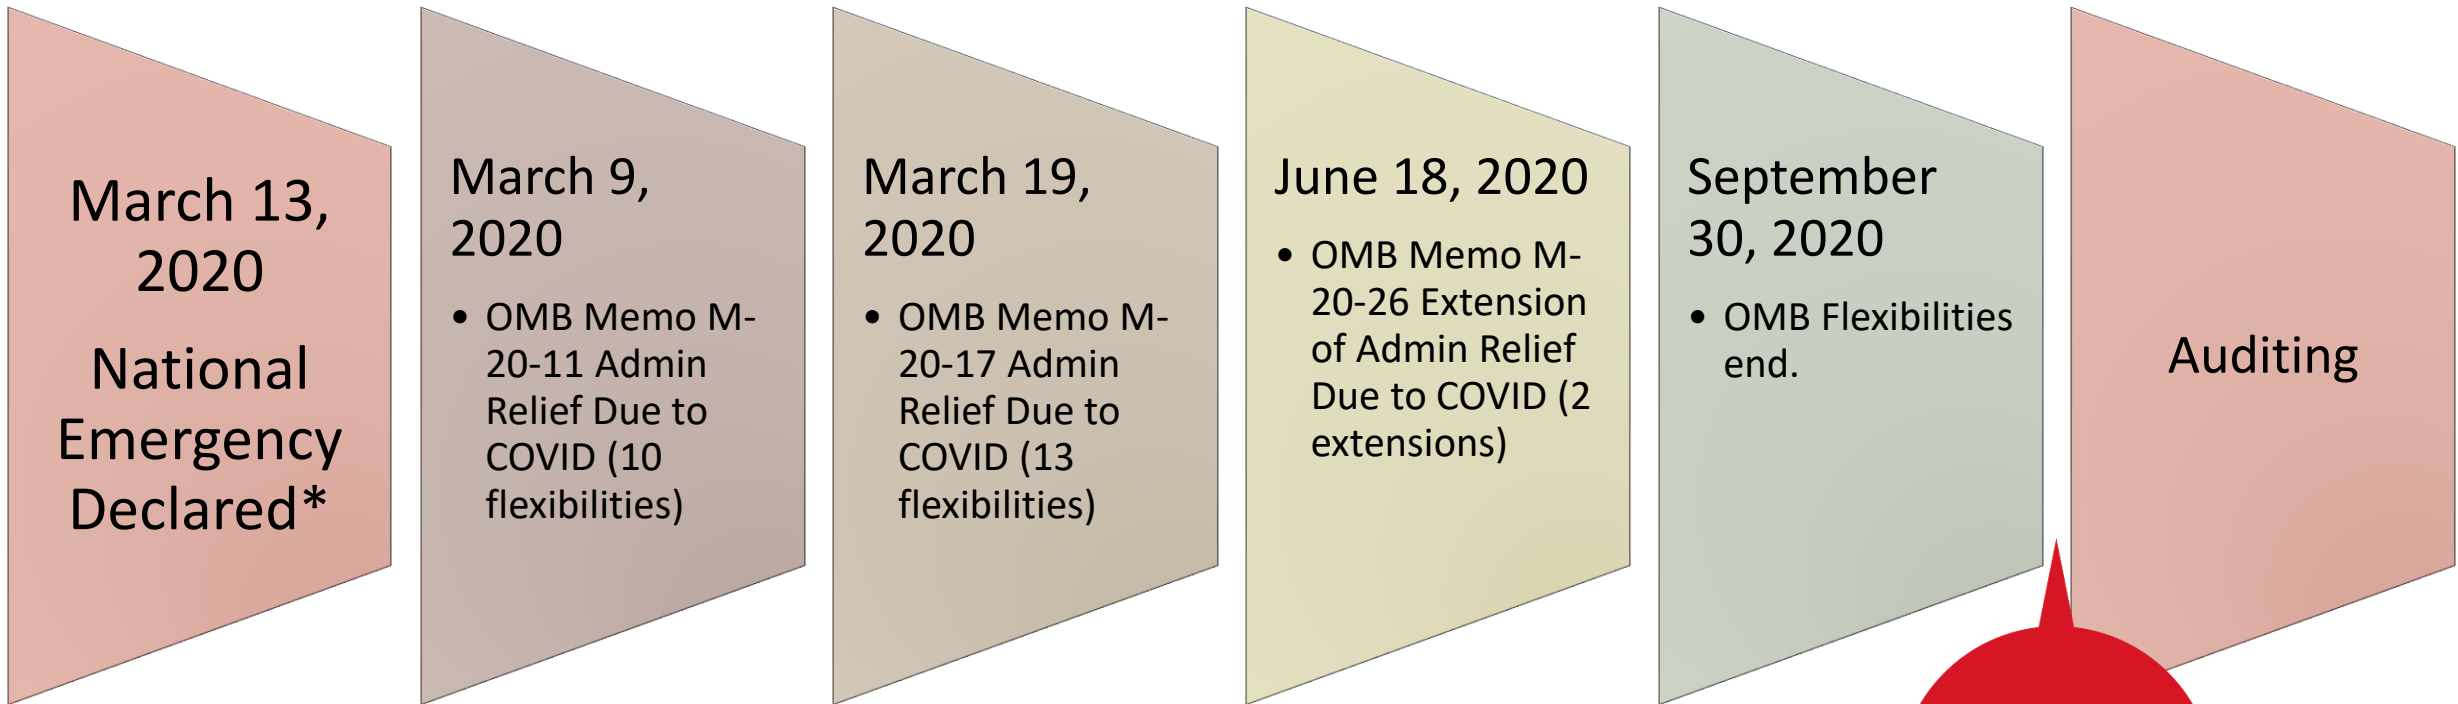 March 13,
2020
National
Emergency
Declared*
March 9,
2020
• OMB Memo M-
20-11 Admin
Relief Due to
COVID (10
flexibilities)
March 19,
2020
• OMB Memo M-
20-17 Admin
Relief Due to
COVID (13
flexibilities)
June 18, 2020
• OMB Memo M-
20-26 Extension
of Admin Relief
Due to COVID (2
extensions)
September
30, 2020
• OMB Flexibilities
end.
Auditing